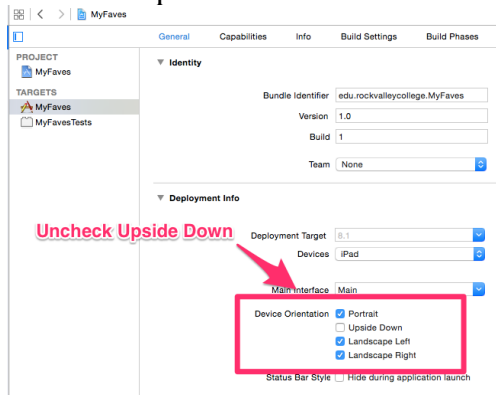 MyFaves
General Capabilities Info Build Settings Build Phases
PROJECT
MyFaves
TARGETS
MyFaves
MyFavesTests
Identity
Bundle Identifier edu.rockvalleycollege.MyFaves
Version 1.0
Build 1
Team None
Deployment Info
Uncheck Upside Down
Deployment Target 8.1
Devices iPad
Main Interface Main
Device Orientation Portrait
Upside Down
Landscape Left
Landscape Right
Status Bar Style Hide during application launch